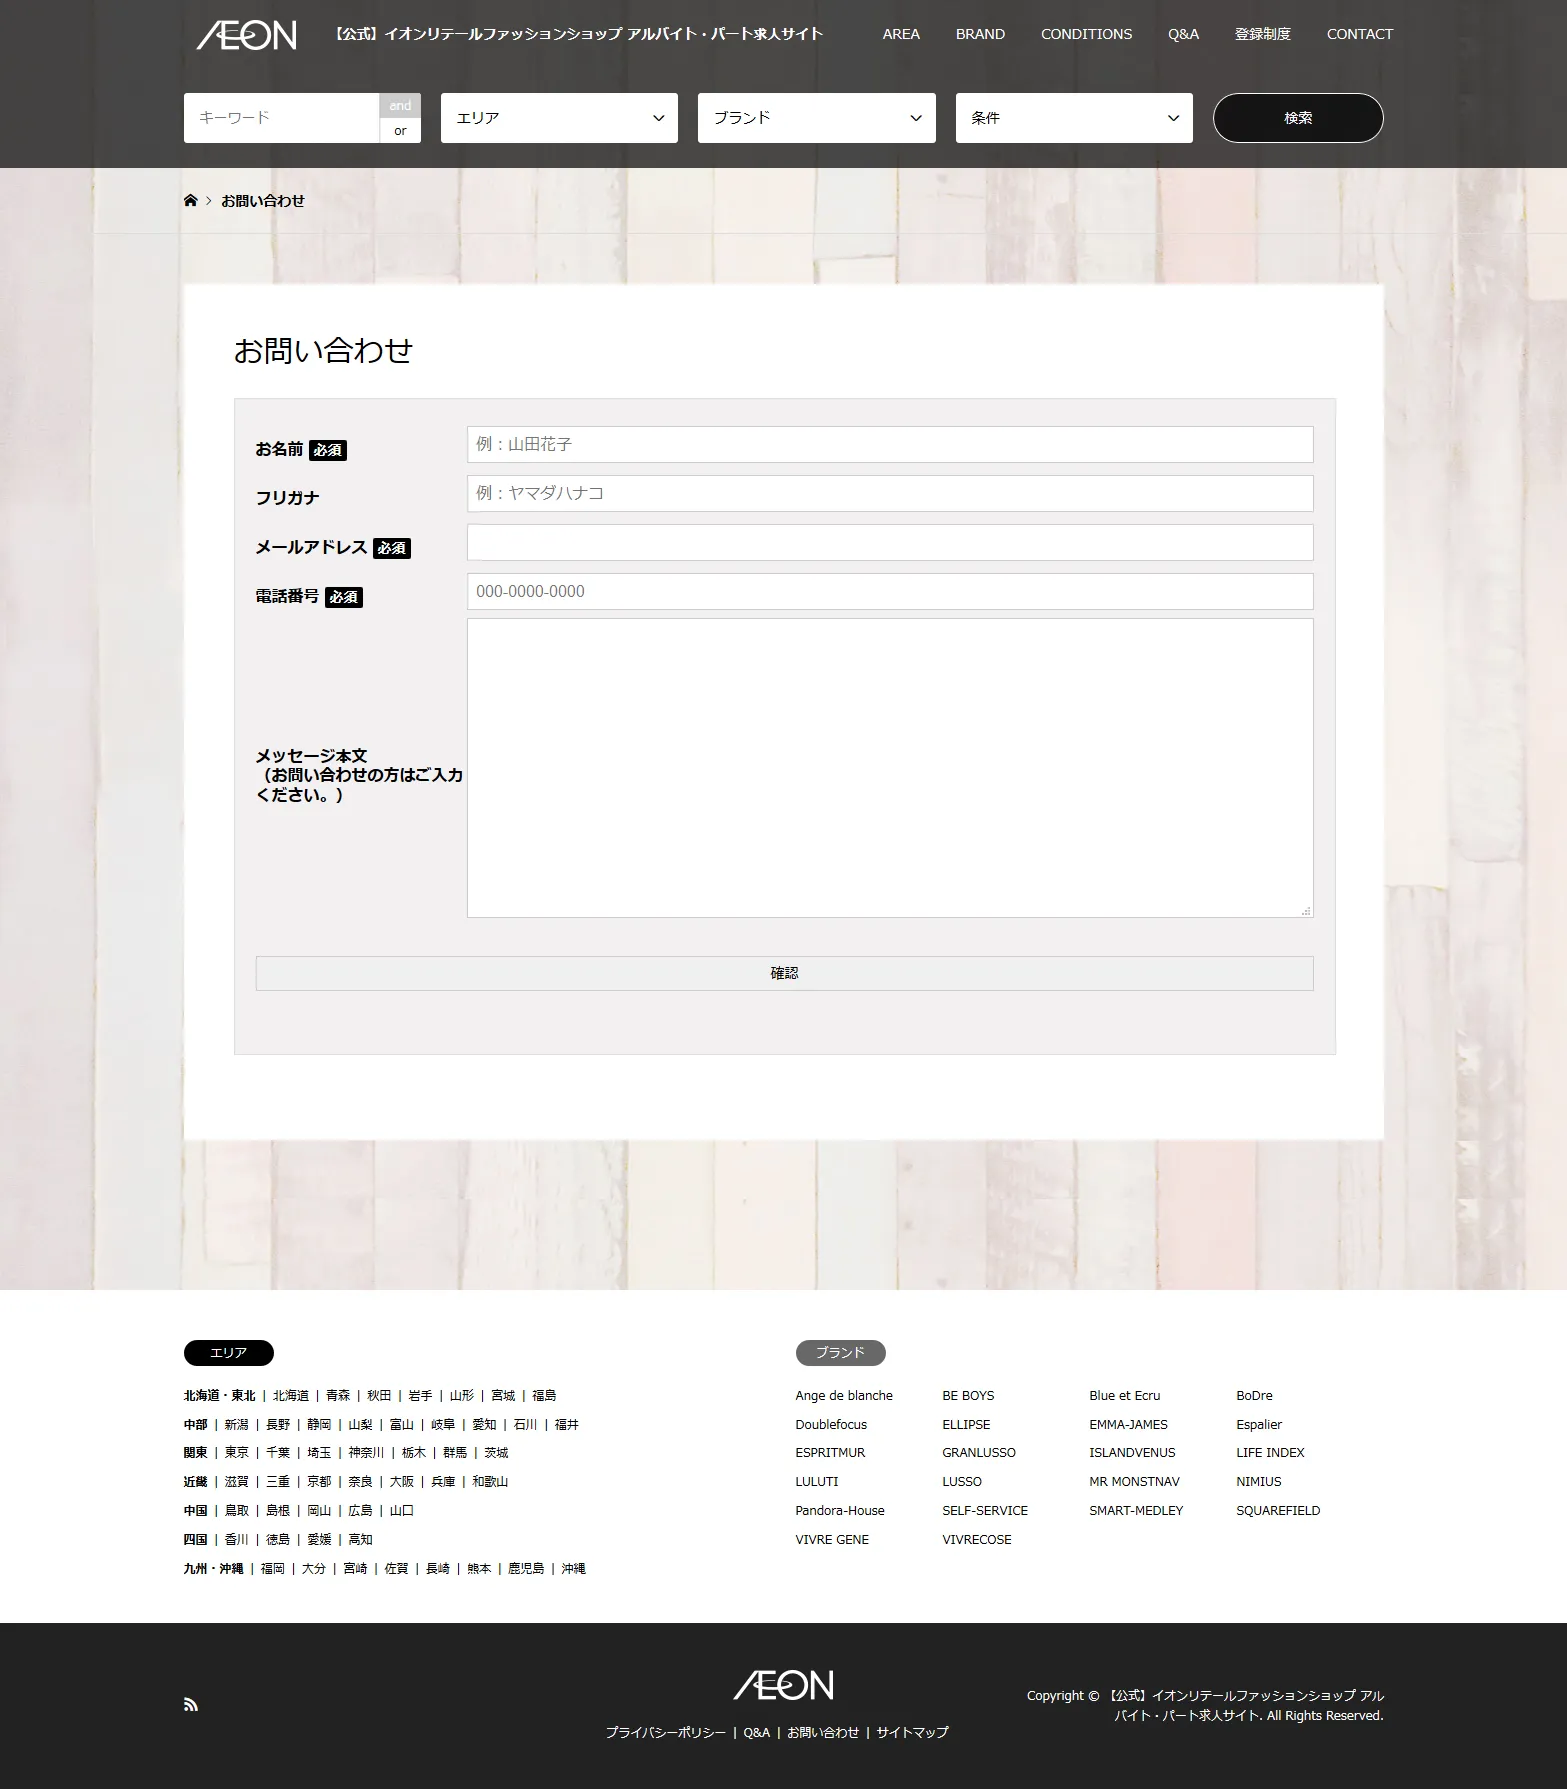 ÆON
【公式】イオンリテールファッションショップ アルバイト・パート求人サイト
AREA
BRAND
CONDITIONS
Q&A
登録制度
CONTACT
キーワード
and
or
エリア
ブランド
条件
検索
お問い合わせ
お問い合わせ
お名前 必須
例：山田花子
フリガナ
例：ヤマダハナコ
メールアドレス 必須
電話番号 必須
000-0000-0000
メッセージ本文
（お問い合わせの方はご入力
ください。）
確認
エリア
北海道・東北 | 北海道 | 青森 | 秋田 | 岩手 | 山形 | 宮城 | 福島
中部 | 新潟 | 長野 | 静岡 | 山梨 | 富山 | 岐阜 | 愛知 | 石川 | 福井
関東 | 東京 | 千葉 | 埼玉 | 神奈川 | 栃木 | 群馬 | 茨城
近畿 | 滋賀 | 三重 | 京都 | 奈良 | 大阪 | 兵庫 | 和歌山
中国 | 鳥取 | 島根 | 岡山 | 広島 | 山口
四国 | 香川 | 徳島 | 愛媛 | 高知
九州・沖縄 | 福岡 | 大分 | 宮崎 | 佐賀 | 長崎 | 熊本 | 鹿児島 | 沖縄
ブランド
Ange de blanche BE BOYS Blue et Ecru BoDre
Doublefocus ELLIPSE EMMA-JAMES Espalier
ESPRITMUR GRANLUSSO ISLANDVENUS LIFE INDEX
LULUTI LUSSO MR MONSTNAV NIMIUS
Pandora-House SELF-SERVICE SMART-MEDLEY SQUAREFIELD
VIVRE GENE VIVRECOSE
ÆON
プライバシーポリシー | Q&A | お問い合わせ | サイトマップ
Copyright © 【公式】イオンリテールファッションショップ アル
バイト・パート求人サイト. All Rights Reserved.